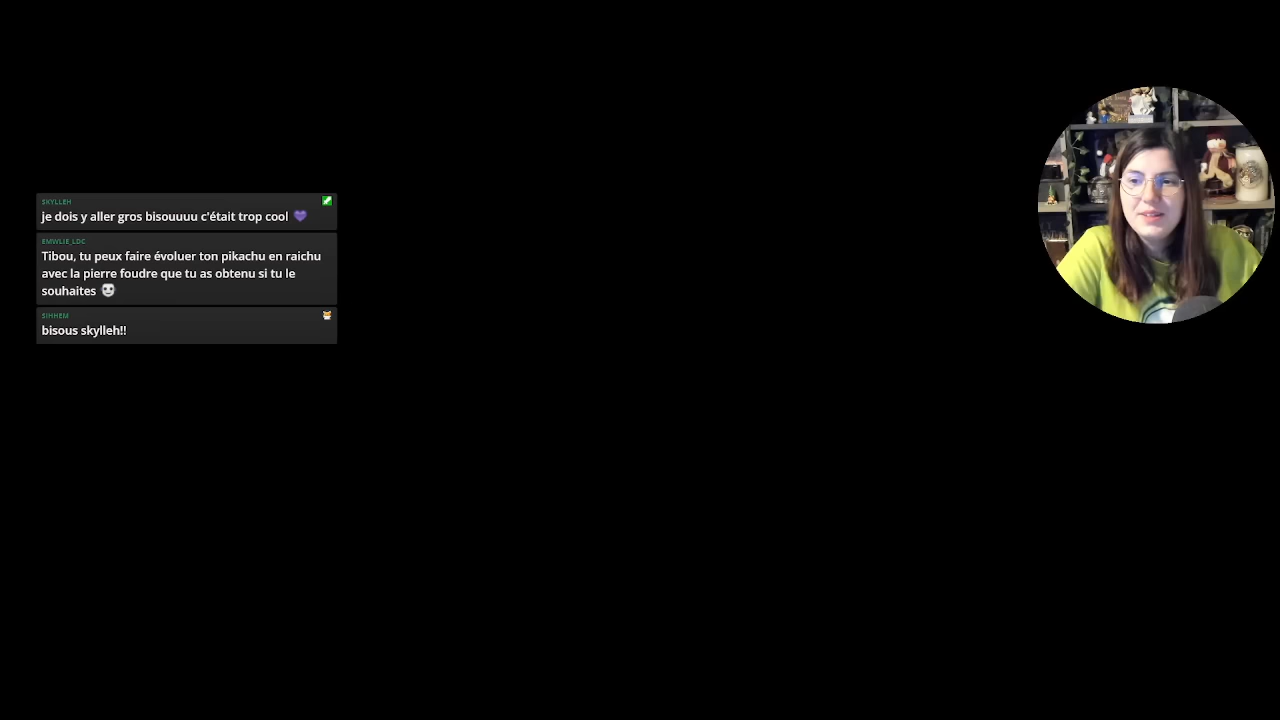 SKYLLEH
je dois y aller gros bisouuuu c'était trop cool 💜
EMWLIE_LDC
Tibou, tu peux faire évoluer ton pikachu en raichu
avec la pierre foudre que tu as obtenu si tu le
souhaites
SIHHEM
bisous skylleh!!